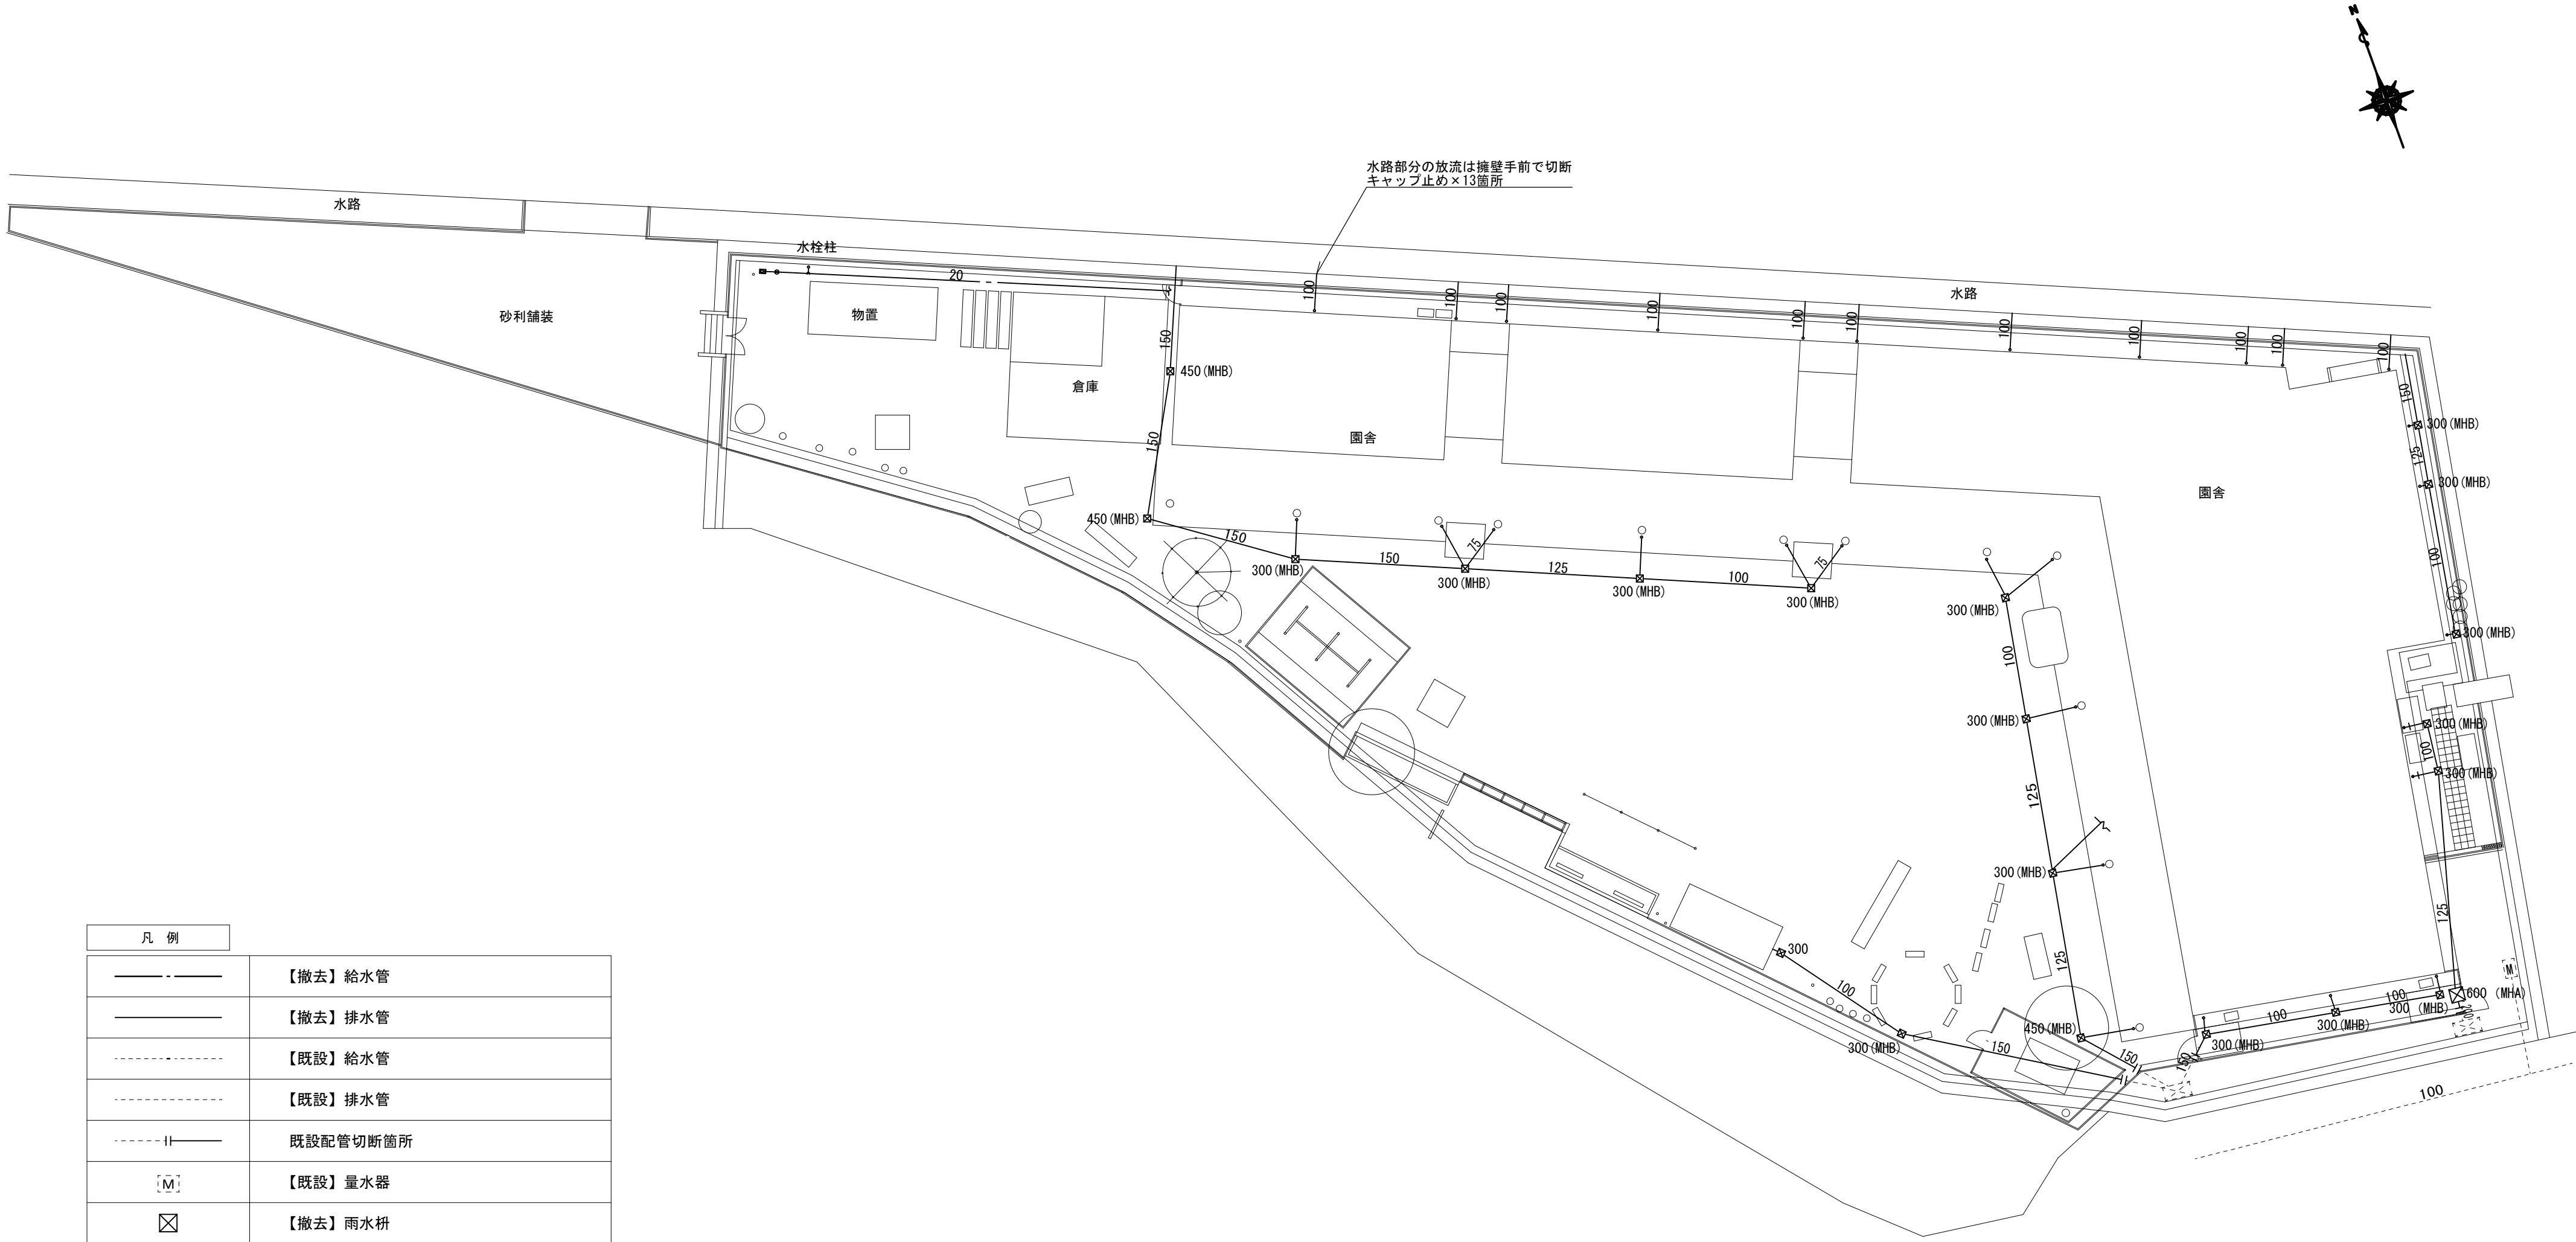 N
水路部分の放流は擁壁手前で切断
キャップ止め×13箇所
水路
水栓柱
20
水路
砂利舗装
物置
倉庫
園舎
園舎
100
100
100
100
100
100
100
100
100
100
100
150
450(MHB)
150
450(MHB)
150
300(MHB)
150
75
300(MHB)
125
300(MHB)
100
75
300(MHB)
150
300(MHB)
125
300(MHB)
100
300(MHB)
300(MHB)
100
300(MHB)
300(MHB)
100
300(MHB)
125
300(MHB)
125
450(MHB)
150
125
M
600 (MHA)
300 (MHB)
100
300(MHB)
100
300(MHB)
150
300
100
300(MHB)
150
100
凡 例
【撤去】給水管
【撤去】排水管
【既設】給水管
【既設】排水管
既設配管切断箇所
M
【既設】量水器
【撤去】雨水枡